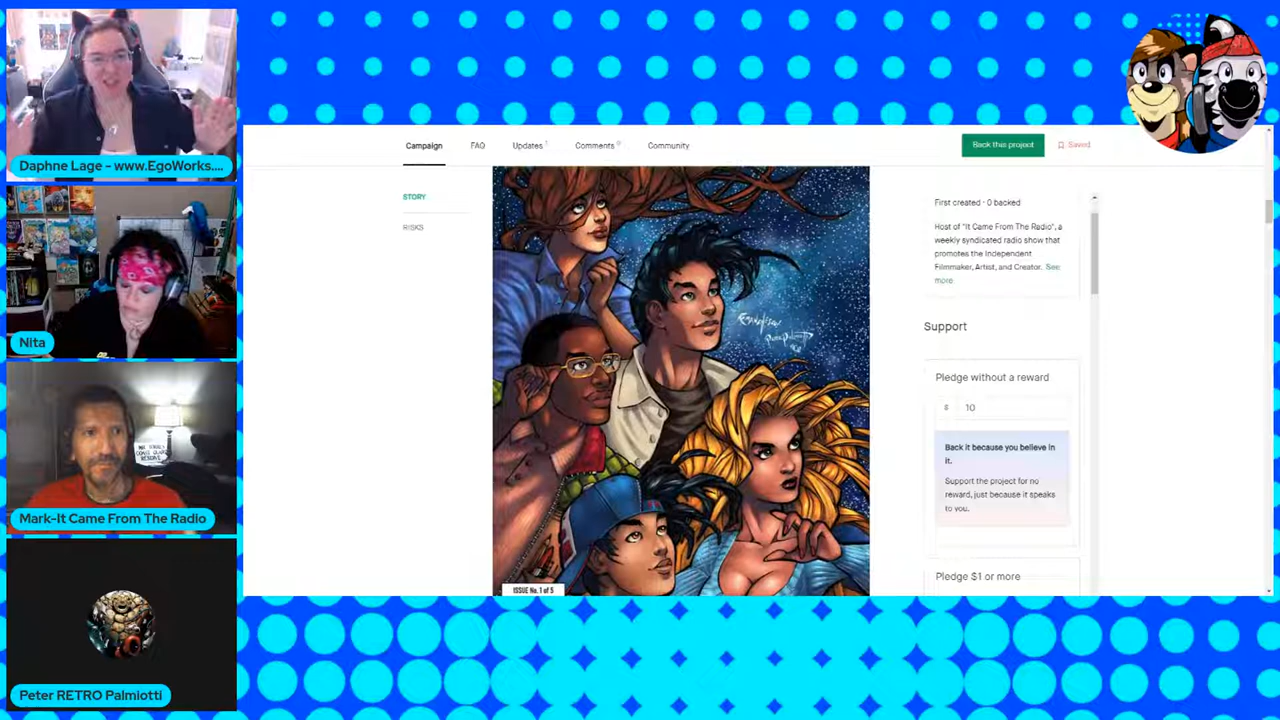 Daphne Lage - www.EgoWorks....
Nita
Mark-It Came From The Radio
Peter RETRO Palmiotti
Campaign
FAQ
Updates 1
Comments 0
Community
Back this project
Saved
STORY
RISKS
ISSUE No. 1 of 5
First created · 0 backed
Host of "It Came From The Radio", a
weekly syndicated radio show that
promotes the Independent
Filmmaker, Artist, and Creator. See
more
Support
Pledge without a reward
$ 10
Back it because you believe in
it.
Support the project for no
reward, just because it speaks
to you.
Pledge $1 or more